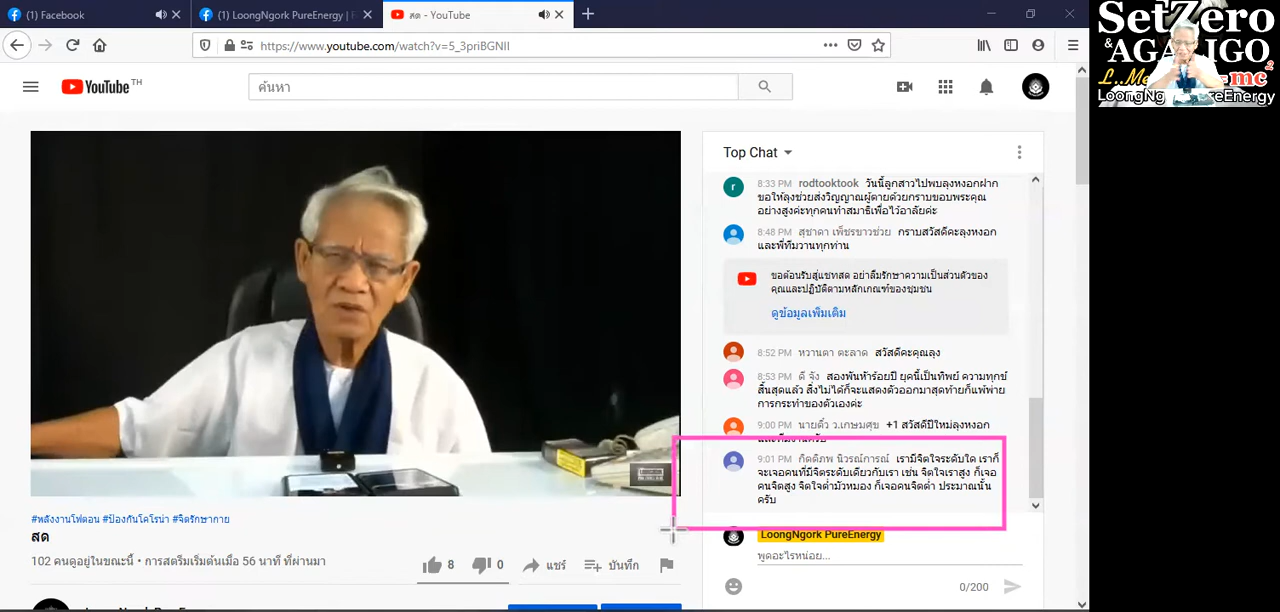 (1) Facebook
(1) LoongNgork PureEnergy | F
สด - YouTube
https://www.youtube.com/watch?v=5_3priBGNII
YouTube TH
ค้นหา
SetZero
& AGALIGO
=mc2
LoongNg reEnergy
Top Chat
8:33 PM rodtooktook วันนี้ลูกสาวไปพบลุงหงอกฝาก
ขอให้ลุงช่วยส่งวิญญาณผู้ตายด้วยกราบขอบพระคุณ
อย่างสูงค่ะทุกคนทำสมาธิเพื่อไว้อาลัยค่ะ
8:48 PM สุชาดา เพ็ชรขาวช่วย กราบสวัสดีคะลุงหงอก
และพี่ทีมวานทุกท่าน
ขอต้อนรับสู่แชทสด อย่าลืมรักษาความเป็นส่วนตัวของ
คุณและปฏิบัติตามหลักเกณฑ์ของชุมชน
ดูข้อมูลเพิ่มเติม
8:52 PM หวานตา ตะลาด สวัสดีคะคุณลุง
8:53 PM ดี จัง สองพันห้าร้อยปี ยุคนี้เป็นทิพย์ ความทุกข์
สิ้นสุดแล้ว สิ่งไม่ได้ก็จะแสดงตัวออกมาสุดท้ายก็แพ้พ่าย
การกระทำของตัวเองค่ะ
9:00 PM นายติ๋ว ว.เกษมศุข +1 สวัสดีปีใหม่ลุงหงอก
และทีมงานครับ
9:01 PM กิตติภพ นิวรณ์การณ์ เรามีจิตใจระดับใด เราก็
จะเจอคนที่มีจิตระดับเดียวกับเรา เช่น จิตใจเราสูง ก็เจอ
คนจิตสูง จิตใจต่ำมัวหมอง ก็เจอคนจิตต่ำ ประมาณนั้น
ครับ
LoongNgork PureEnergy
พูดอะไรหน่อย...
0/200
#หลังงานโฟตอน #ป้องกันโคโรน่า #จิตรักษากาย
สด
102 คนดูอยู่ในขณะนี้ • การสตรีมเริ่มต้นเมื่อ 56 นาที ที่ผ่านมา
8
0
แชร์
บันทึก